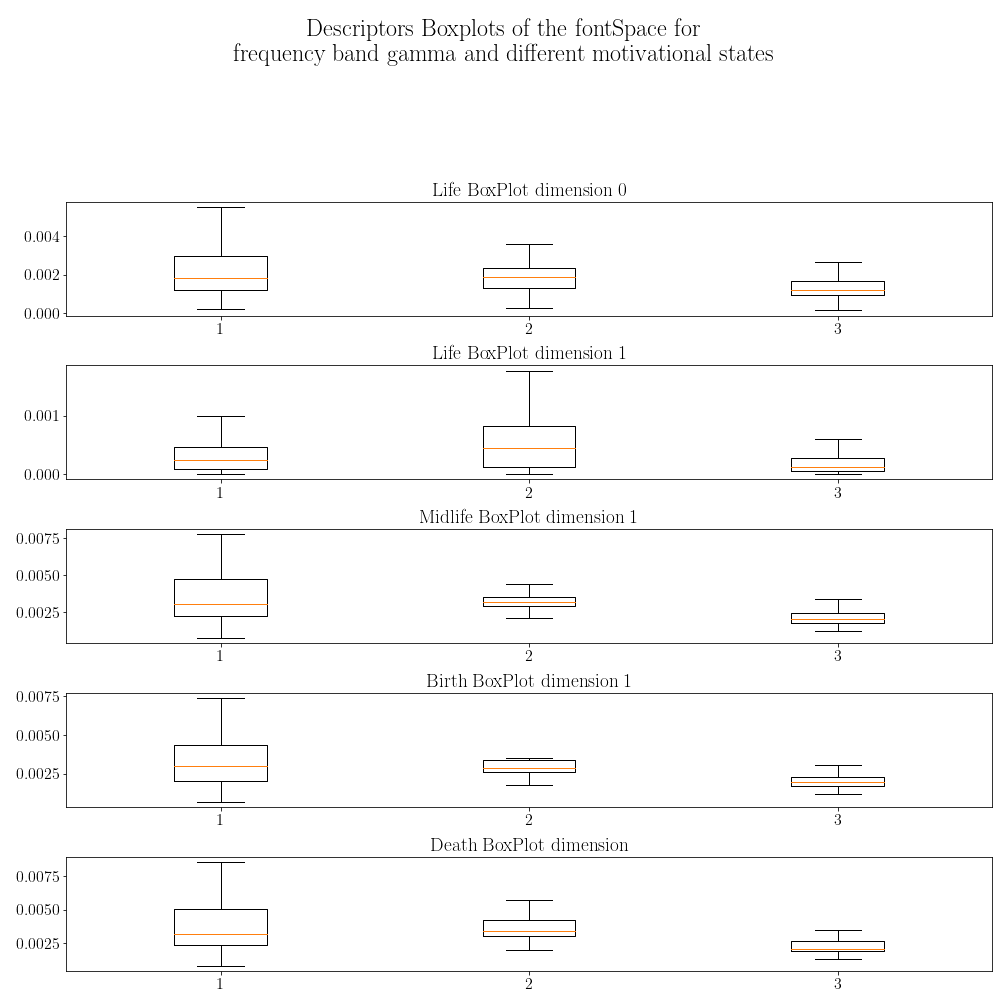 Descriptors Boxplots of the fontSpace for
frequency band gamma and different motivational states
Life BoxPlot dimension 0
0.004
0.002
0.000
1 2 3
Life BoxPlot dimension 1
0.001
0.000
1 2 3
Midlife BoxPlot dimension 1
0.0075
0.0050
0.0025
1 2 3
Birth BoxPlot dimension 1
0.0075
0.0050
0.0025
1 2 3
Death BoxPlot dimension
0.0075
0.0050
0.0025
1 2 3